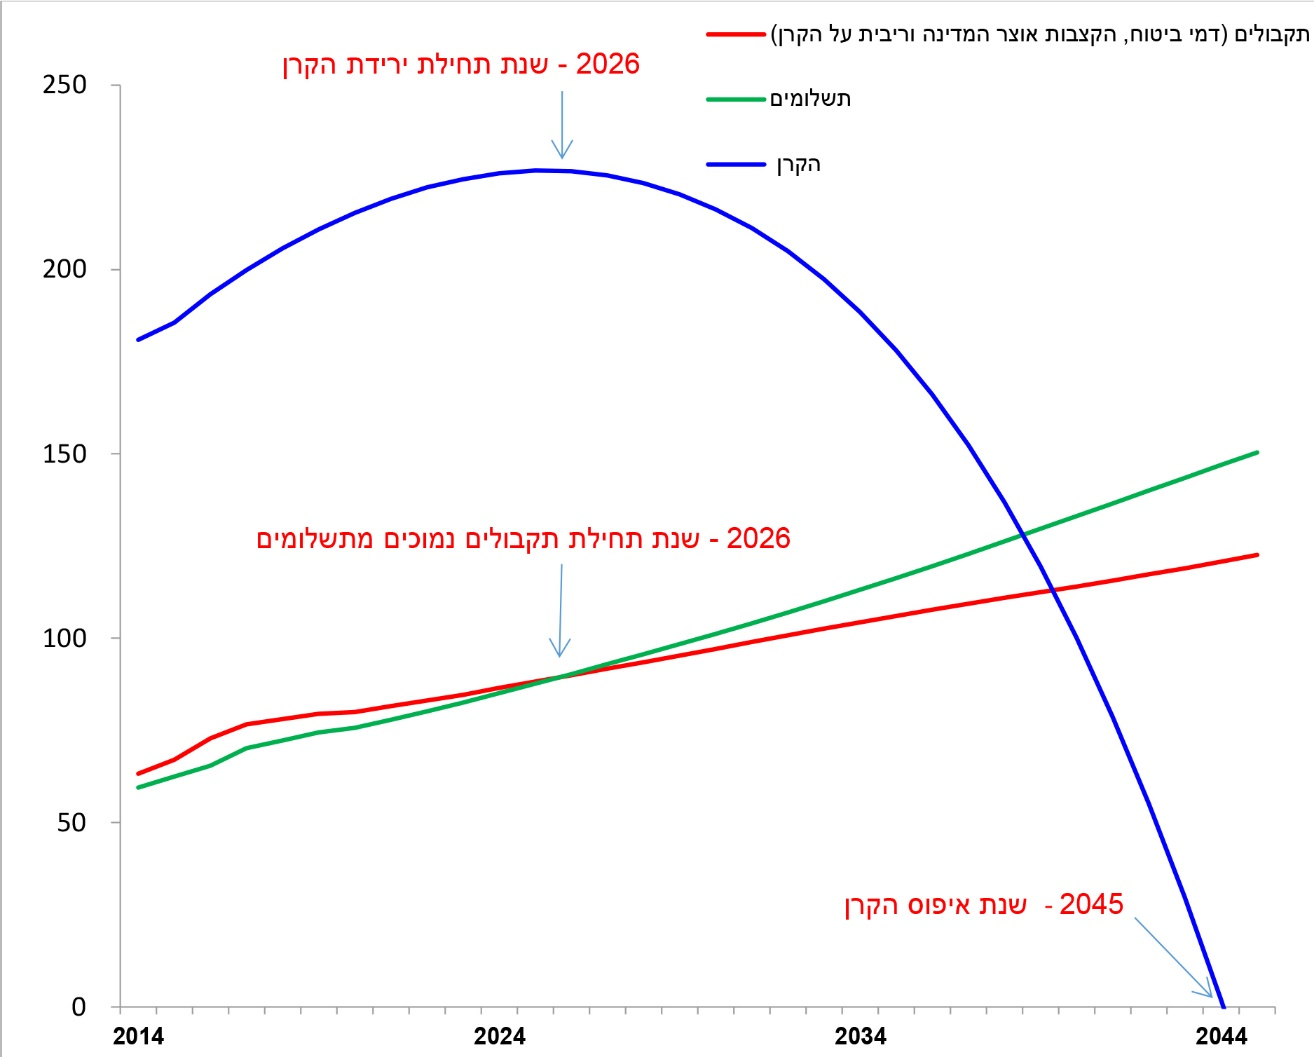 תקבולים (דמי ביטוח, הקצבות אוצר המדינה וריבית על הקרן)
2026 - שנת תחילת ירידת הקרן
תשלומים
הקרן
250
200
150
2026 - שנת תחילת תקבולים נמוכים מתשלומים
100
50
2045 - שנת איפוס הקרן
0
2014 2024 2034 2044